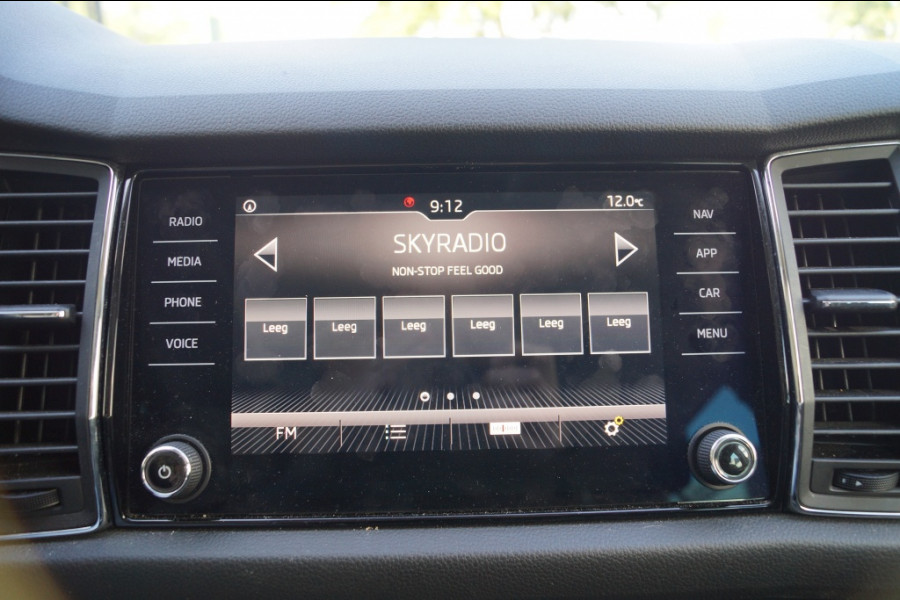 RADIO
MEDIA
PHONE
VOICE
9:12
12.0°C
SKYRADIO
NON-STOP FEEL GOOD
Leeg
Leeg
Leeg
Leeg
Leeg
Leeg
FM
NAV
APP
CAR
MENU